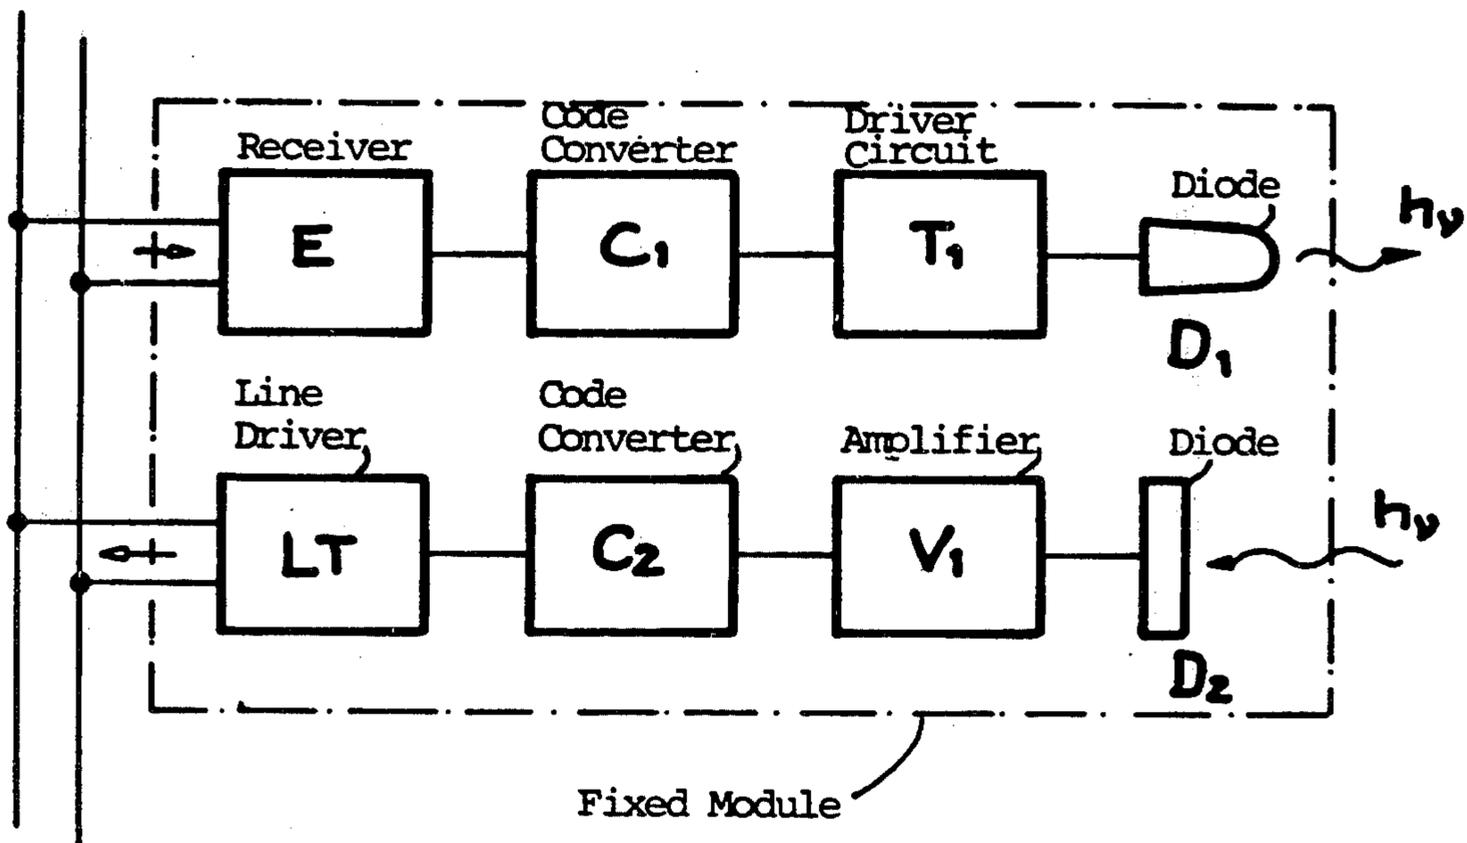 Receiver
Code
Converter
Driver
Circuit
Diode
hν
E
C1
T1
D1
Line
Driver
Code
Converter
Amplifier
Diode
hν
LT
C2
V1
D2
Fixed Module